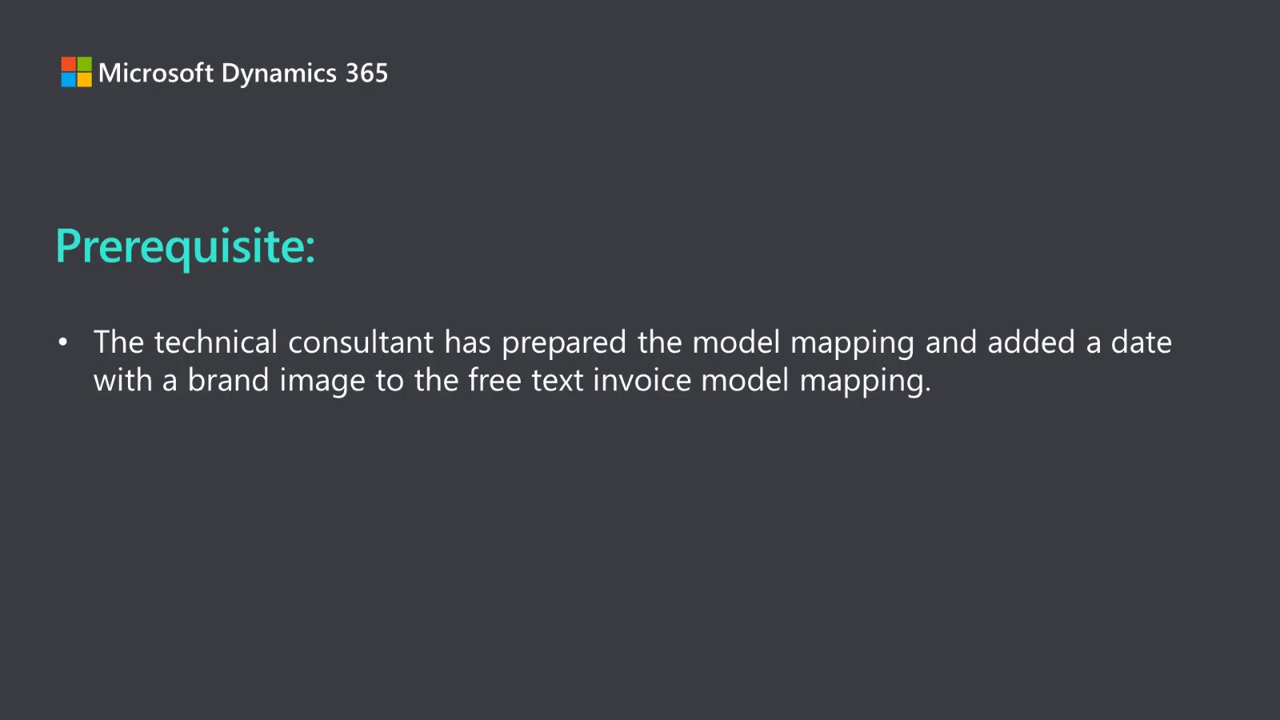 Microsoft Dynamics 365
Prerequisite:
• The technical consultant has prepared the model mapping and added a date
with a brand image to the free text invoice model mapping.